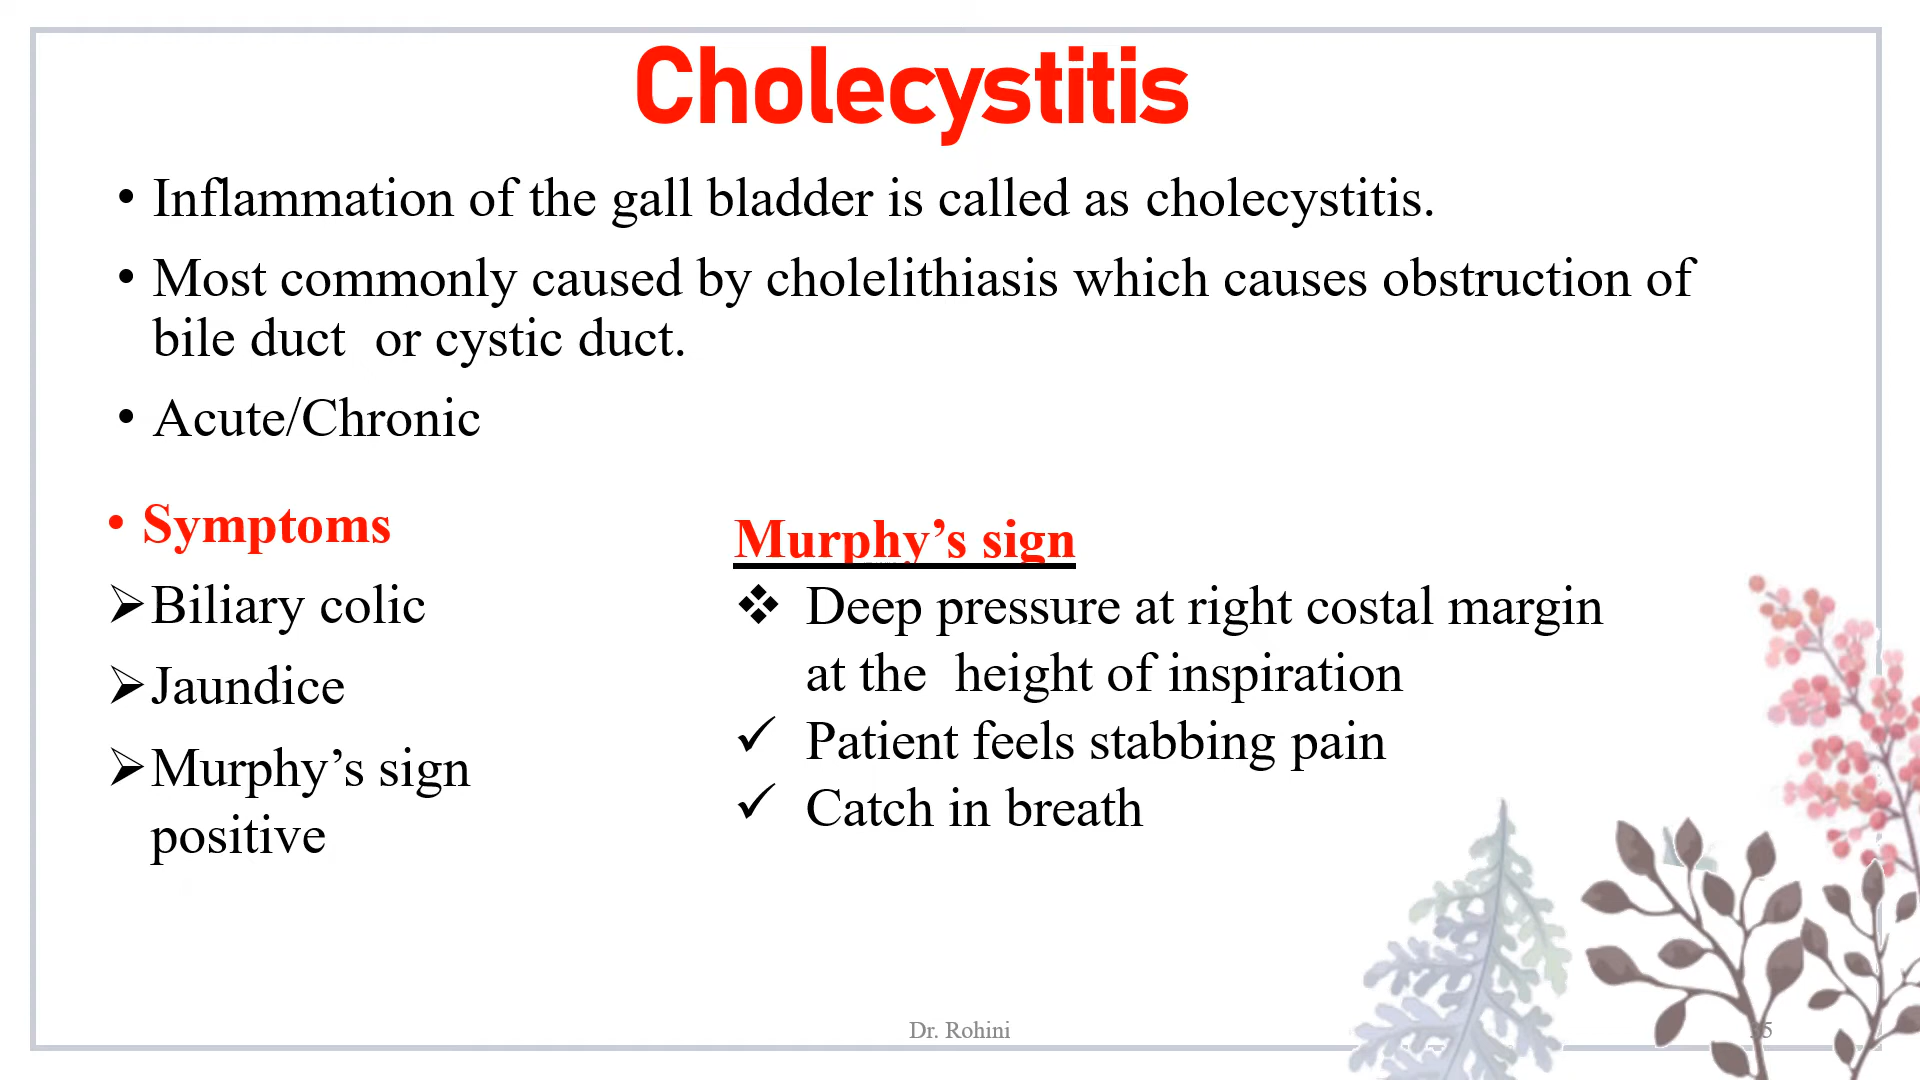 Cholecystitis
• Inflammation of the gall bladder is called as cholecystitis.
• Most commonly caused by cholelithiasis which causes obstruction of
bile duct or cystic duct.
• Acute/Chronic
• Symptoms
➢Biliary colic
➢Jaundice
➢Murphy’s sign
positive
Murphy’s sign
❖ Deep pressure at right costal margin
at the height of inspiration
✓ Patient feels stabbing pain
✓ Catch in breath
Dr. Rohini